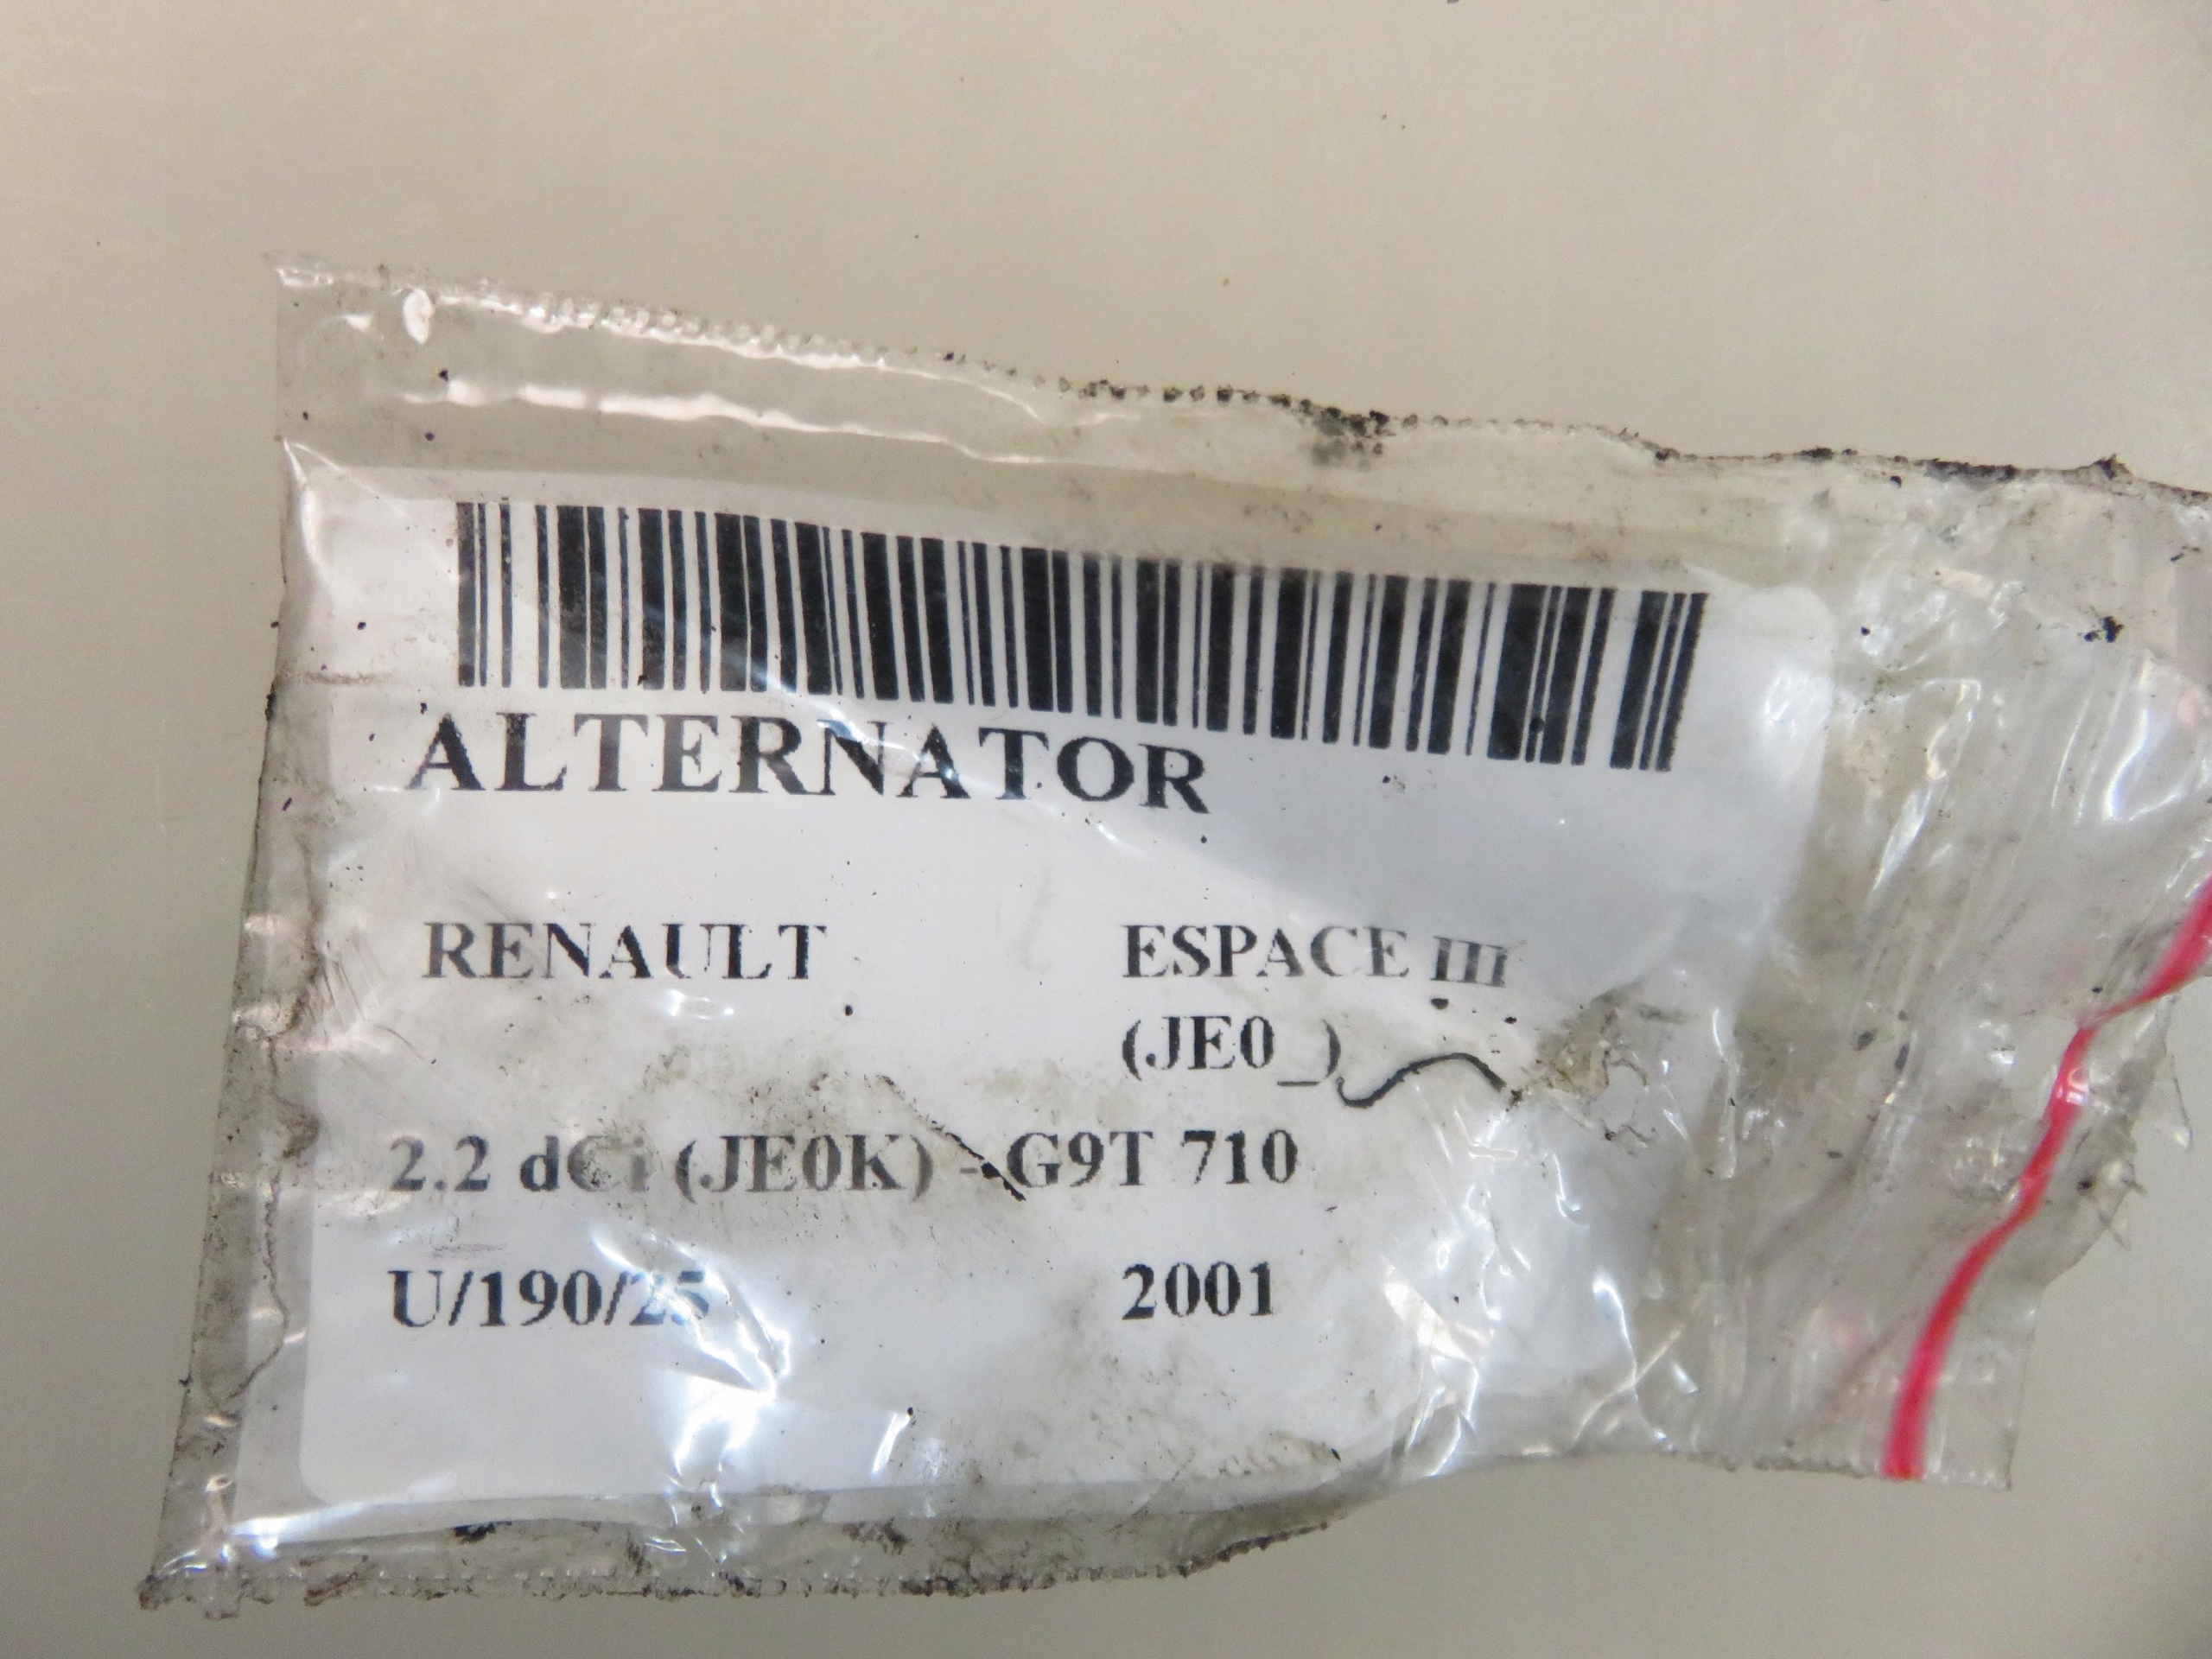 ALTERNATOR
RENAULT ESPACE III
(JE0_)
2.2 dCi (JE0K) - G9T 710
U/190/25 2001